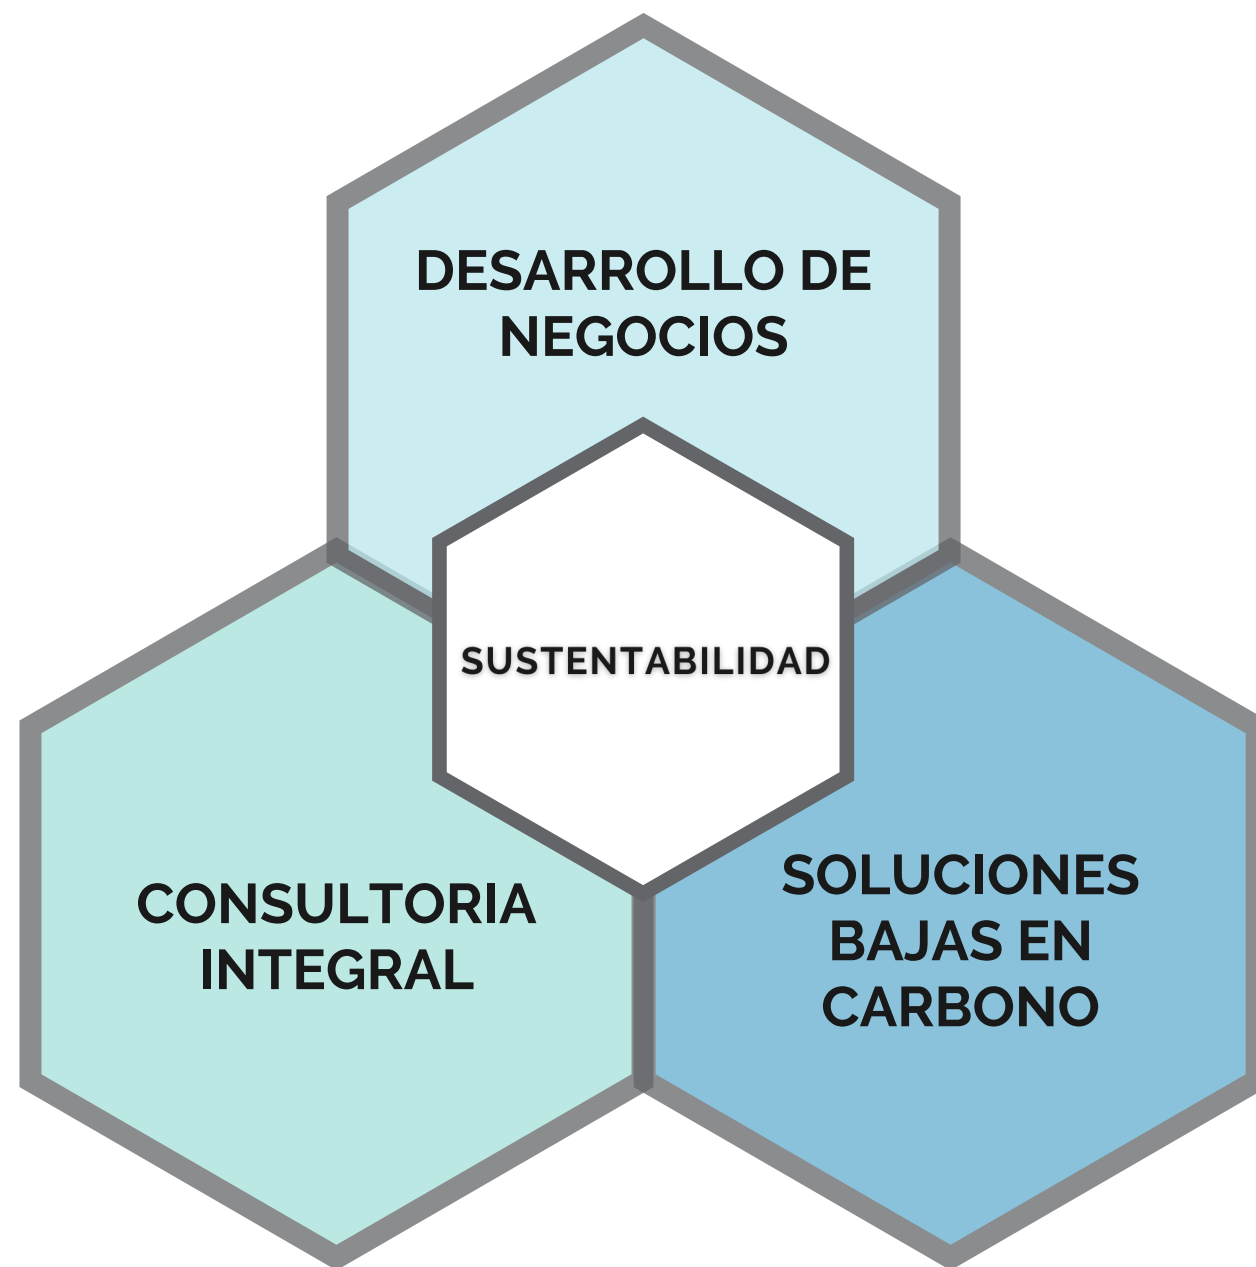 DESARROLLO DE
NEGOCIOS
SUSTENTABILIDAD
CONSULTORIA
INTEGRAL
SOLUCIONES
BAJAS EN
CARBONO